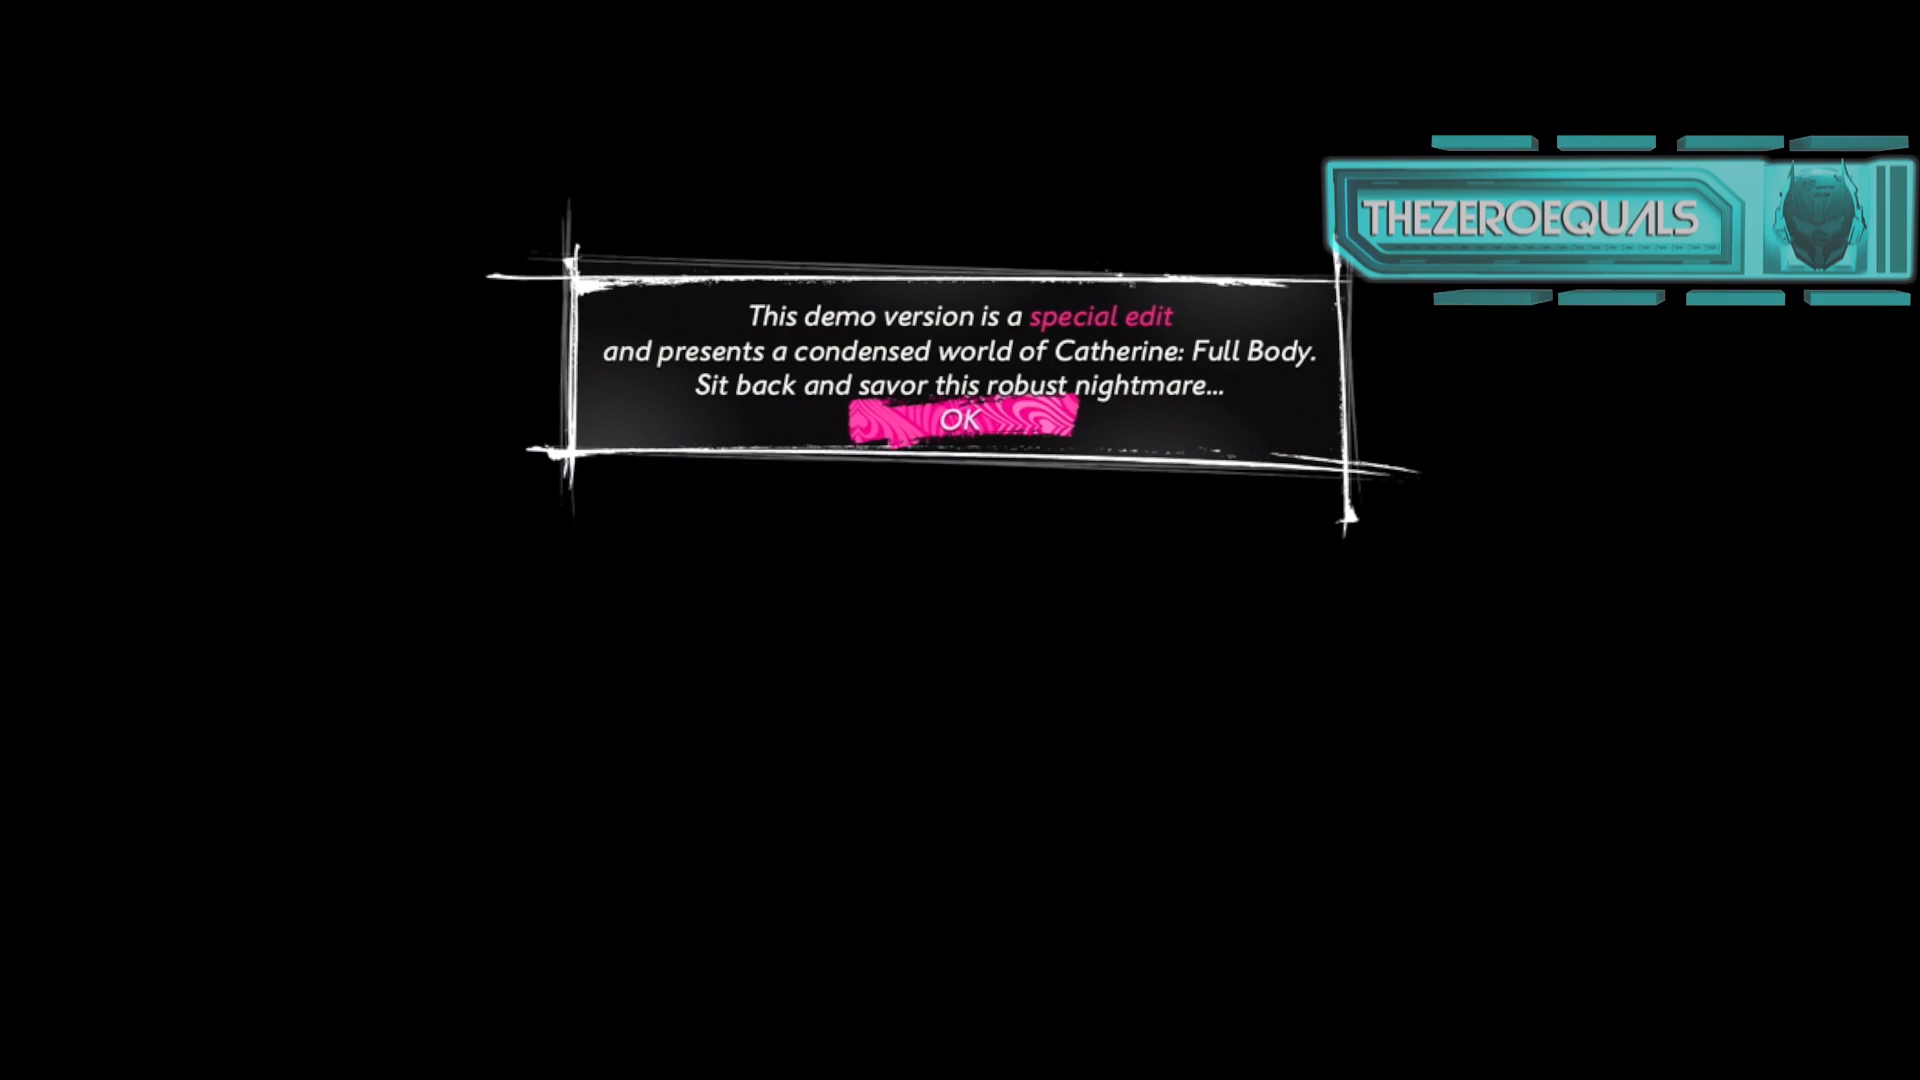 THEZEROEQUALS
This demo version is a special edit
and presents a condensed world of Catherine: Full Body.
Sit back and savor this robust nightmare...
OK